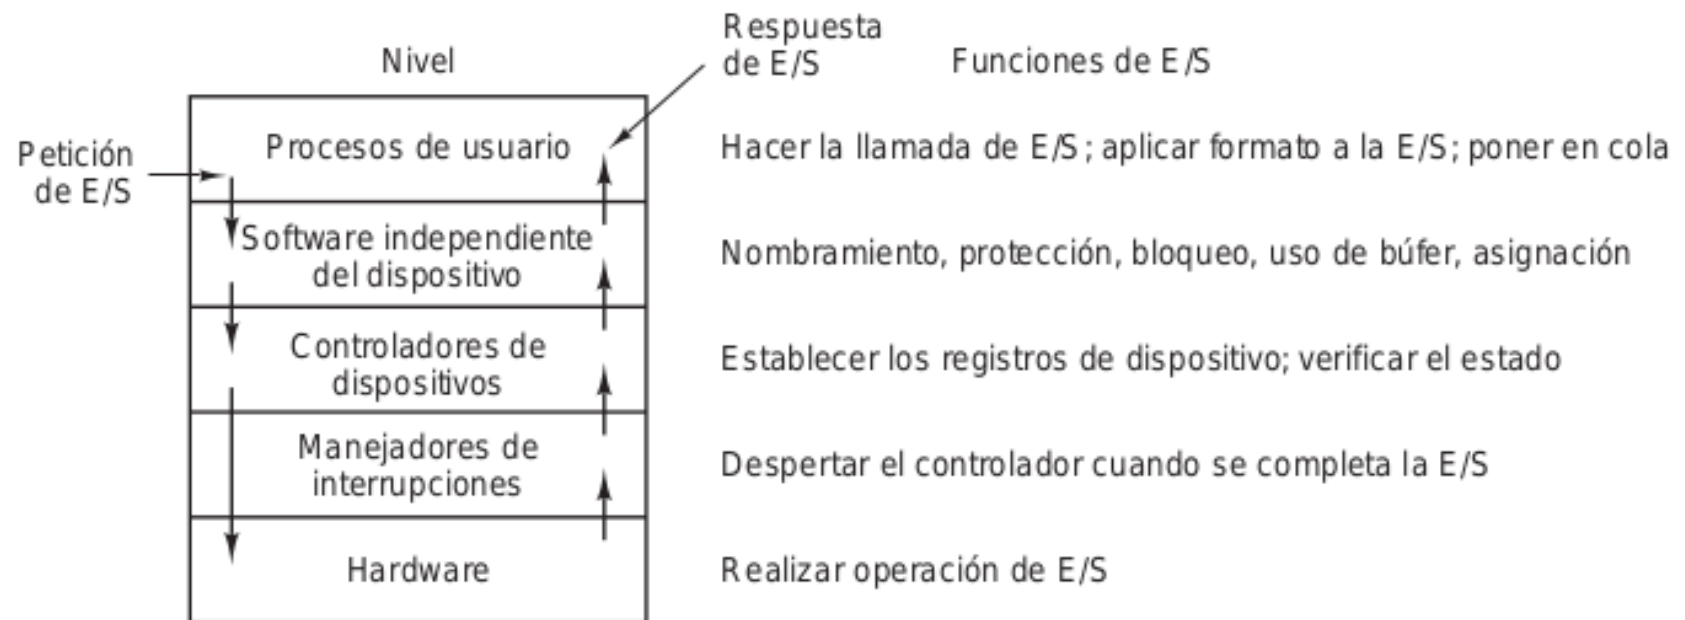 Nivel
Respuesta
de E/S
Funciones de E/S
Petición
de E/S
Procesos de usuario
Hacer la llamada de E/S; aplicar formato a la E/S; poner en cola
Software independiente
del dispositivo
Nombramiento, protección, bloqueo, uso de búfer, asignación
Controladores de
dispositivos
Establecer los registros de dispositivo; verificar el estado
Manejadores de
interrupciones
Despertar el controlador cuando se completa la E/S
Hardware
Realizar operación de E/S